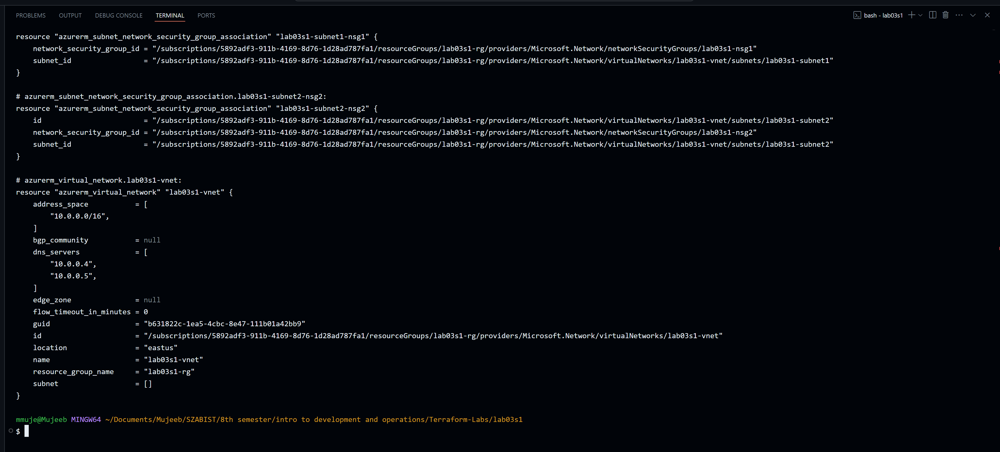 PROBLEMS OUTPUT DEBUG CONSOLE TERMINAL PORTS bash - lab03s1
resource "azurerm_subnet_network_security_group_association" "lab03s1-subnet1-nsg1" {
    network_security_group_id = "/subscriptions/5892adf3-911b-4169-8d76-1d28ad787fa1/resourceGroups/lab03s1-rg/providers/Microsoft.Network/networkSecurityGroups/lab03s1-nsg1"
    subnet_id                 = "/subscriptions/5892adf3-911b-4169-8d76-1d28ad787fa1/resourceGroups/lab03s1-rg/providers/Microsoft.Network/virtualNetworks/lab03s1-vnet/subnets/lab03s1-subnet1"
}
# azurerm_subnet_network_security_group_association.lab03s1-subnet2-nsg2:
resource "azurerm_subnet_network_security_group_association" "lab03s1-subnet2-nsg2" {
    id                        = "/subscriptions/5892adf3-911b-4169-8d76-1d28ad787fa1/resourceGroups/lab03s1-rg/providers/Microsoft.Network/virtualNetworks/lab03s1-vnet/subnets/lab03s1-subnet2"
    network_security_group_id = "/subscriptions/5892adf3-911b-4169-8d76-1d28ad787fa1/resourceGroups/lab03s1-rg/providers/Microsoft.Network/networkSecurityGroups/lab03s1-nsg2"
    subnet_id                 = "/subscriptions/5892adf3-911b-4169-8d76-1d28ad787fa1/resourceGroups/lab03s1-rg/providers/Microsoft.Network/virtualNetworks/lab03s1-vnet/subnets/lab03s1-subnet2"
}
# azurerm_virtual_network.lab03s1-vnet:
resource "azurerm_virtual_network" "lab03s1-vnet" {
    address_space           = [
        "10.0.0.0/16",
    ]
    bgp_community           = null
    dns_servers             = [
        "10.0.0.4",
        "10.0.0.5",
    ]
    edge_zone               = null
    flow_timeout_in_minutes = 0
    guid                    = "b631822c-1ea5-4cbc-8e47-111b01a42bb9"
    id                      = "/subscriptions/5892adf3-911b-4169-8d76-1d28ad787fa1/resourceGroups/lab03s1-rg/providers/Microsoft.Network/virtualNetworks/lab03s1-vnet"
    location                = "eastus"
    name                    = "lab03s1-vnet"
    resource_group_name     = "lab03s1-rg"
    subnet                  = []
}
mmuje@Mujeeb MINGW64 ~/Documents/Mujeeb/SZABIST/8th semester/intro to development and operations/Terraform-Labs/lab03s1
$